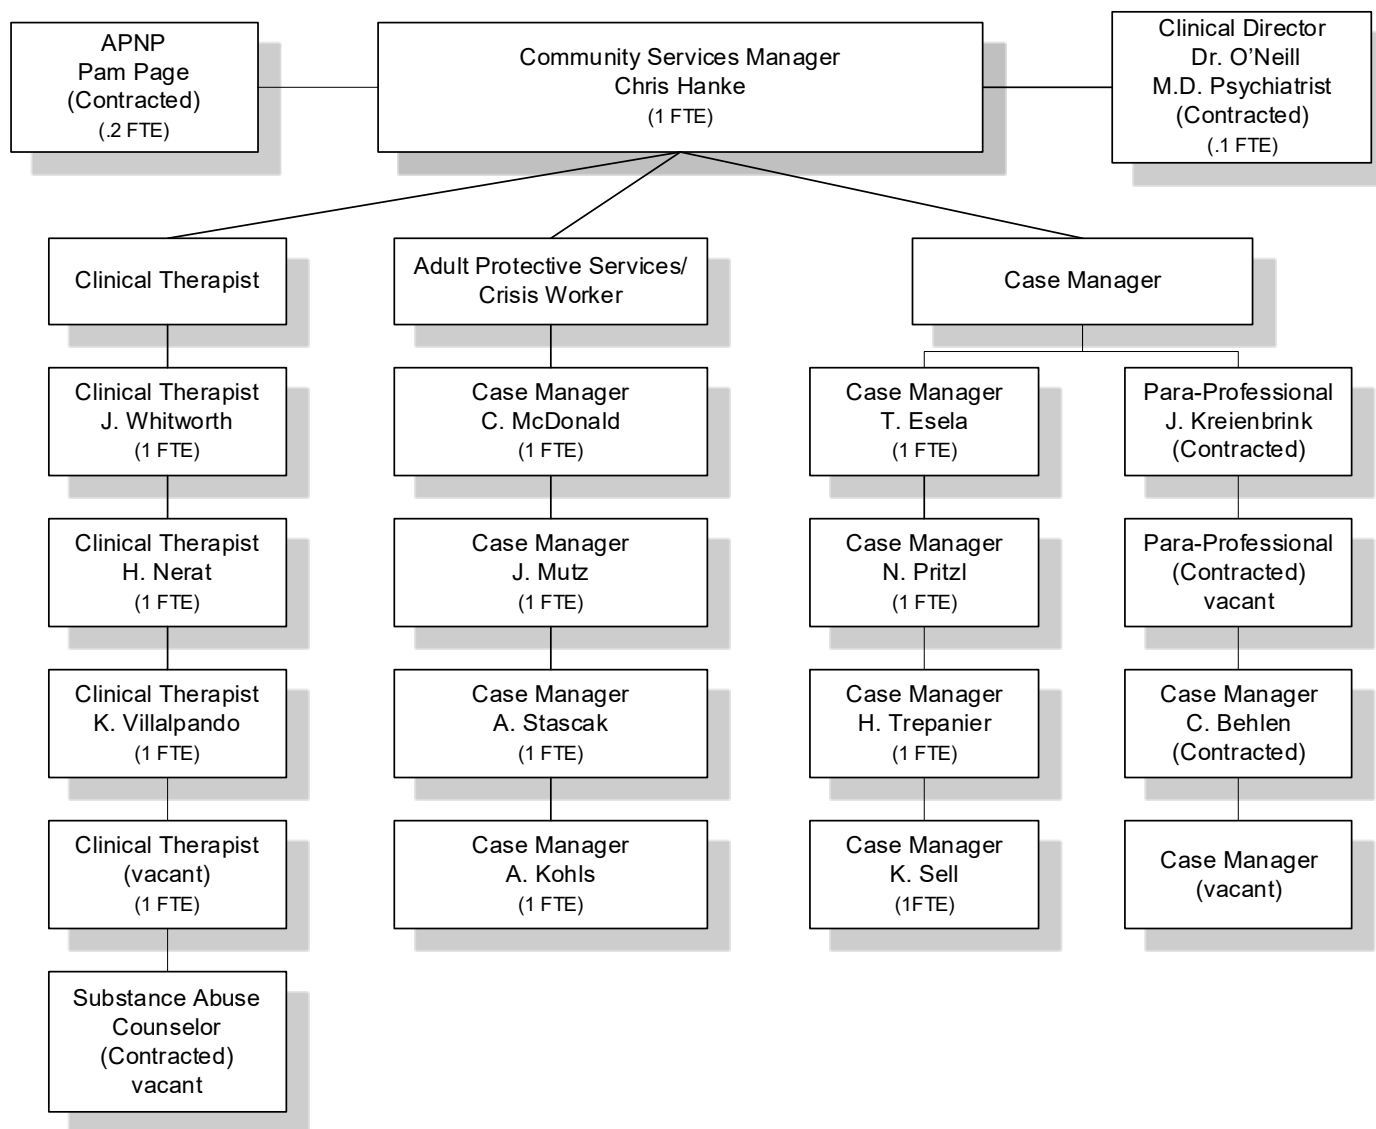 APNP
Pam Page
(Contracted)
(.2 FTE)
Community Services Manager
Chris Hanke
(1 FTE)
Clinical Director
Dr. O’Neill
M.D. Psychiatrist
(Contracted)
(.1 FTE)
Clinical Therapist
Adult Protective Services/
Crisis Worker
Case Manager
Clinical Therapist
J. Whitworth
(1 FTE)
Case Manager
C. McDonald
(1 FTE)
Case Manager
T. Esela
(1 FTE)
Para-Professional
J. Kreienbrink
(Contracted)
Clinical Therapist
H. Nerat
(1 FTE)
Case Manager
J. Mutz
(1 FTE)
Case Manager
N. Pritzl
(1 FTE)
Para-Professional
(Contracted)
vacant
Clinical Therapist
K. Villalpando
(1 FTE)
Case Manager
A. Stascak
(1 FTE)
Case Manager
H. Trepanier
(1 FTE)
Case Manager
C. Behlen
(Contracted)
Clinical Therapist
(vacant)
(1 FTE)
Case Manager
A. Kohls
(1 FTE)
Case Manager
K. Sell
(1FTE)
Case Manager
(vacant)
Substance Abuse
Counselor
(Contracted)
vacant